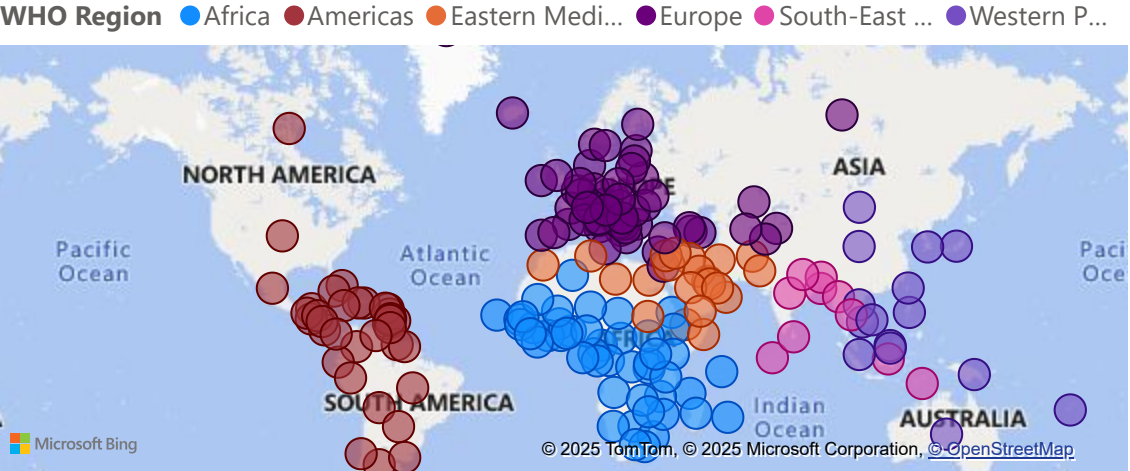 WHO Region Africa Americas Eastern Medi... Europe South-East ... Western P...
ASIA
NORTH AMERICA
Pacific
Ocean
Atlantic
Ocean
Paci
Oce
SOUTH AMERICA
Indian
Ocean
AUSTRALIA
Microsoft Bing
© 2025 TomTom, © 2025 Microsoft Corporation, © OpenStreetMap